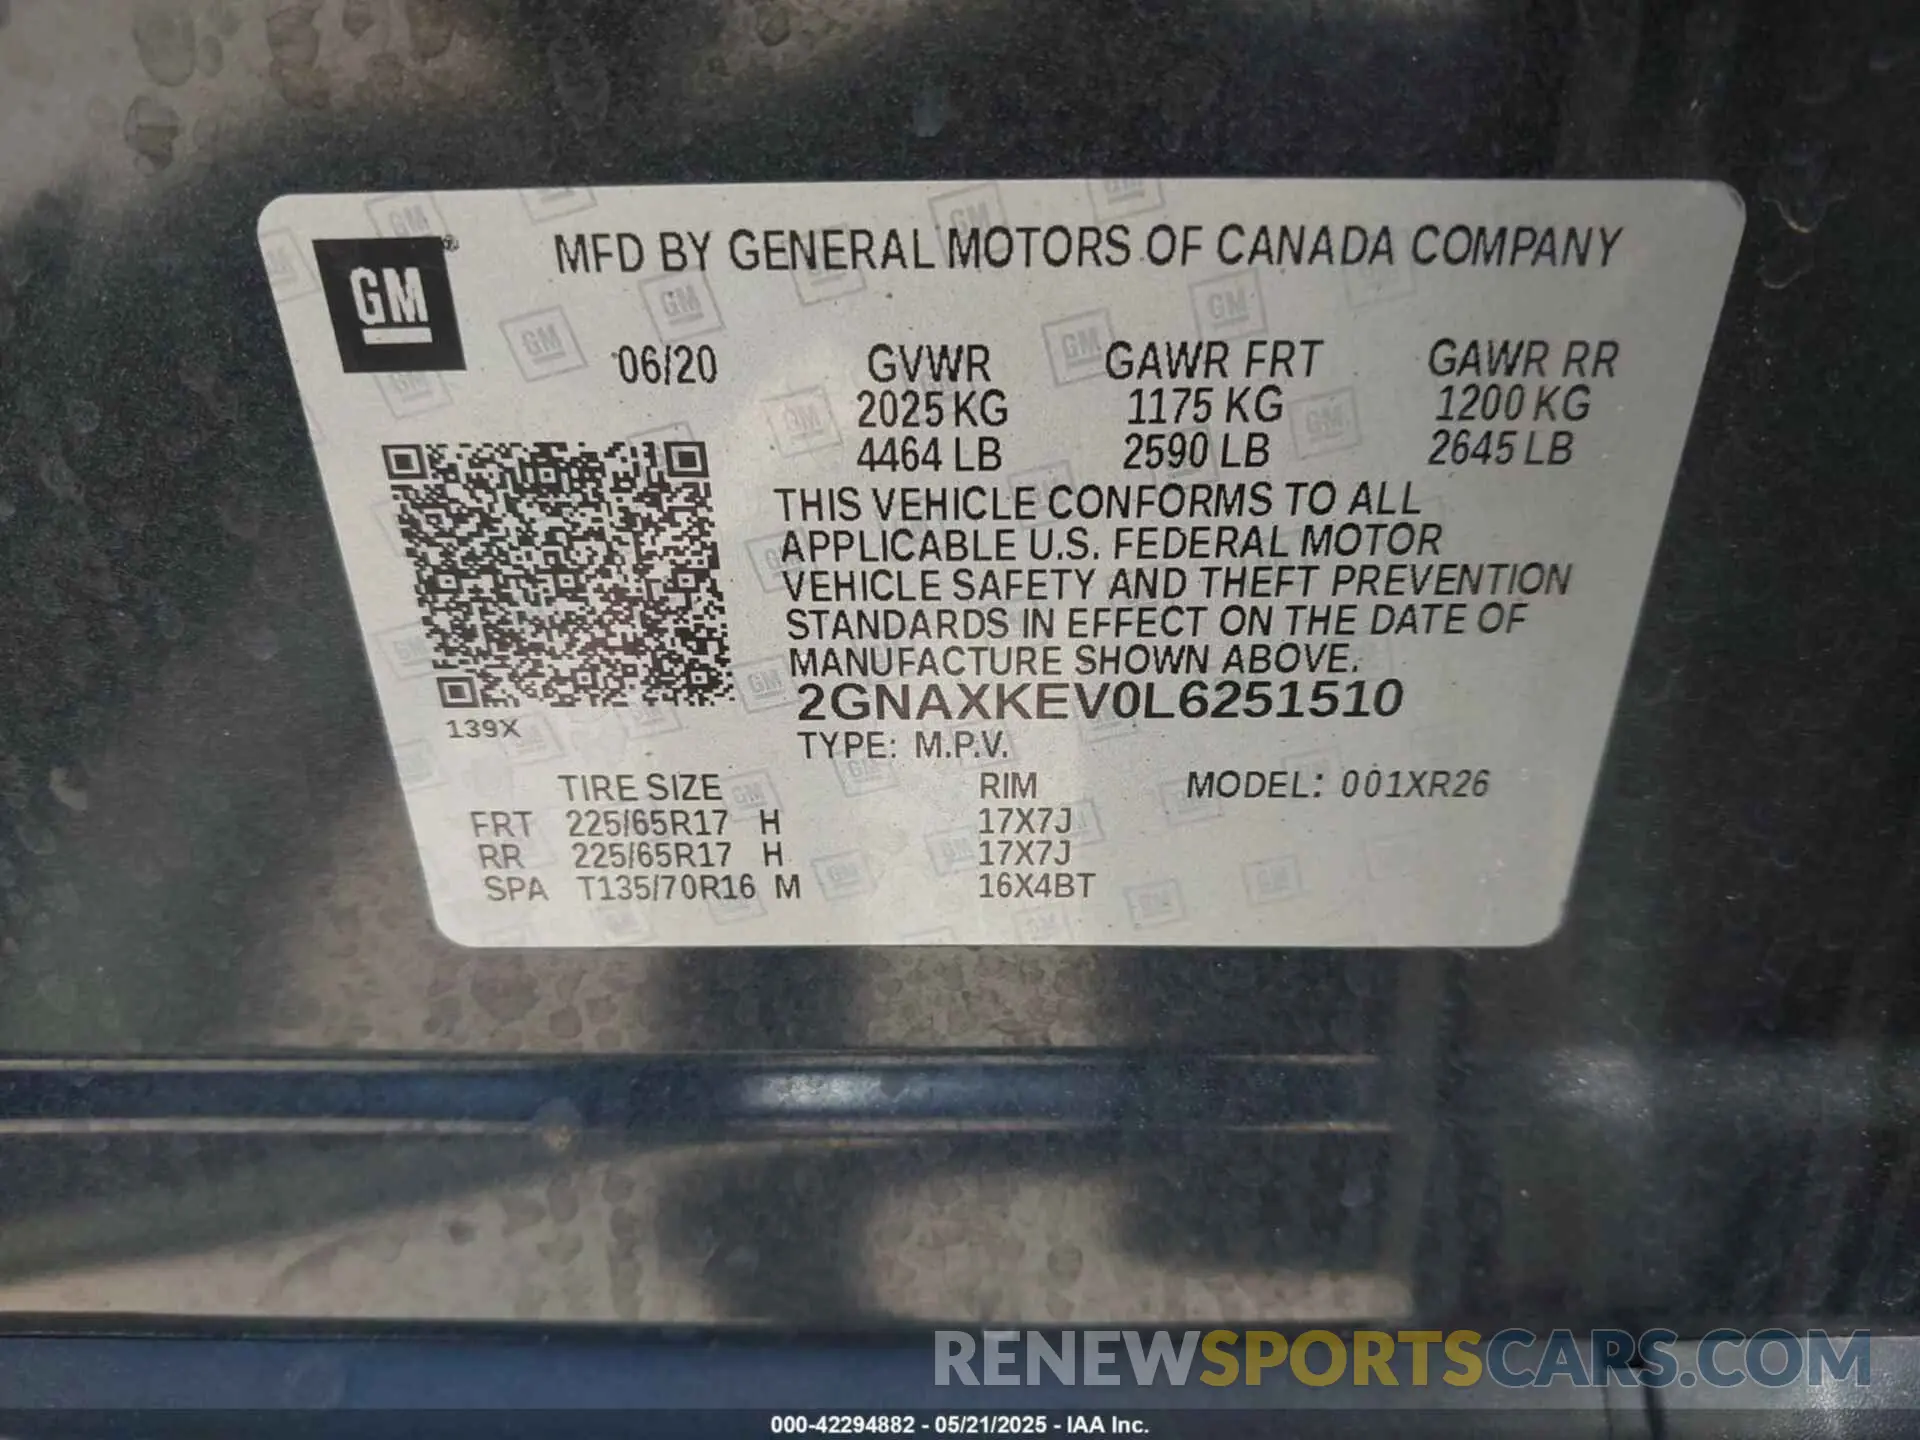 GM®
MFD BY GENERAL MOTORS OF CANADA COMPANY
06/20 GVWR GAWR FRT GAWR RR
2025 KG 1175 KG 1200 KG
4464 LB 2590 LB 2645 LB
THIS VEHICLE CONFORMS TO ALL
APPLICABLE U.S. FEDERAL MOTOR
VEHICLE SAFETY AND THEFT PREVENTION
STANDARDS IN EFFECT ON THE DATE OF
MANUFACTURE SHOWN ABOVE.
2GNAXKEV0L6251510
139X
TYPE: M.P.V.
TIRE SIZE RIM MODEL: 001XR26
FRT 225/65R17 H 17X7J
RR 225/65R17 H 17X7J
SPA T135/70R16 M 16X4BT
RENEWSPORTSCARS.COM
000-42294882 - 05/21/2025 - IAA Inc.